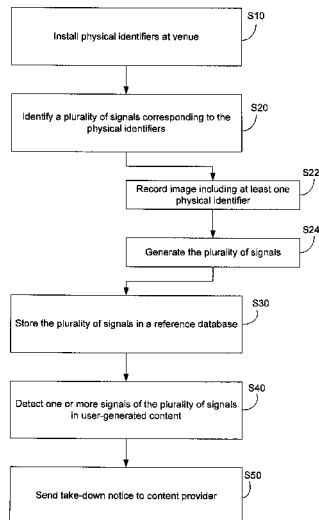 S10
Install physical identifiers at venue
S20
Identify a plurality of signals corresponding to the
physical identifiers
S22
Record image including at least one
physical identifier
S24
Generate the plurality of signals
S30
Store the plurality of signals in a reference database
S40
Detect one or more signals of the plurality of signals
in user-generated content
S50
Send take-down notice to content provider